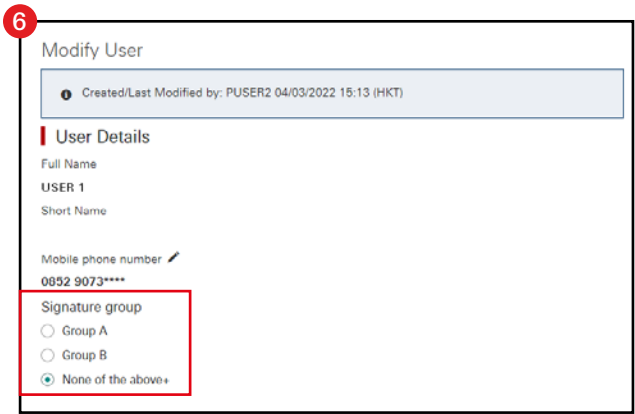 6
Modify User
Created/Last Modified by: PUSER2 04/03/2022 15:13 (HKT)
User Details
Full Name
USER 1
Short Name
Mobile phone number
0852 9073****
Signature group
Group A
Group B
None of the above+